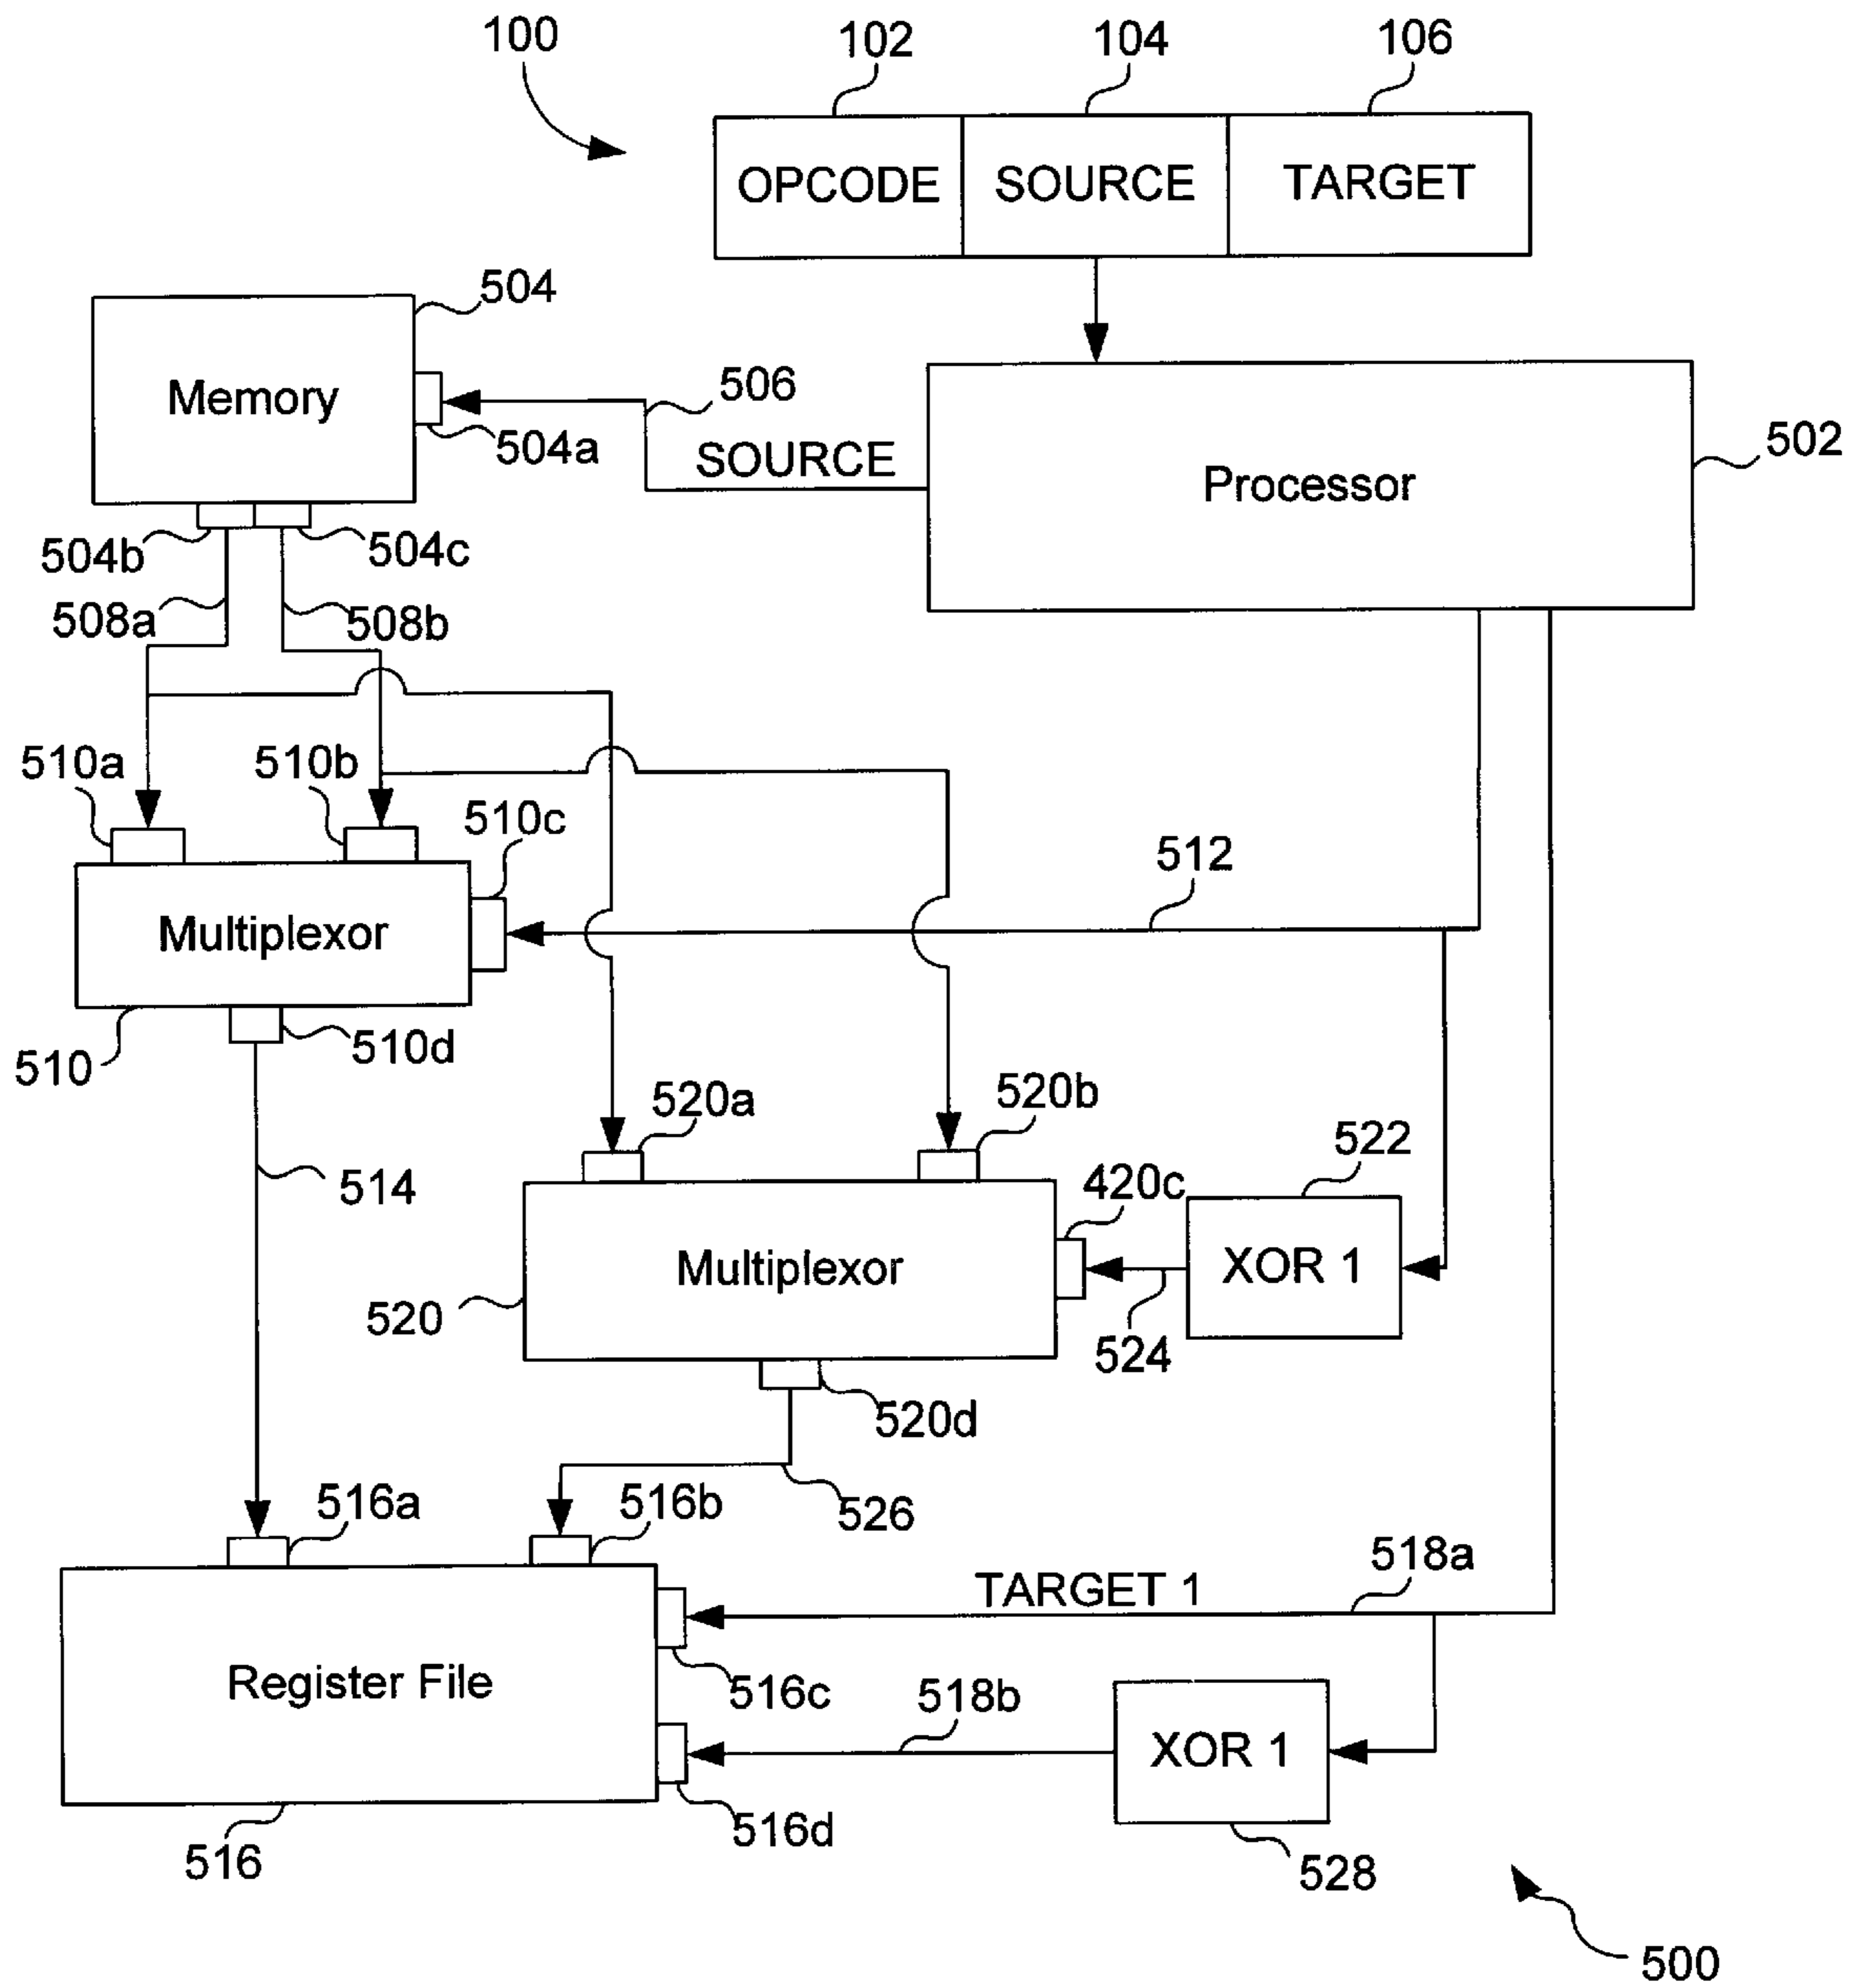 100
102
104
106
OPCODE
SOURCE
TARGET
504
Memory
506
504a
SOURCE
502
Processor
504b
504c
508a
508b
510a
510b
510c
512
Multiplexor
510d
510
520a
520b
522
514
420c
Multiplexor
XOR 1
520
524
520d
516a
516b
526
518a
TARGET 1
Register File
516c
518b
XOR 1
516d
516
528
500